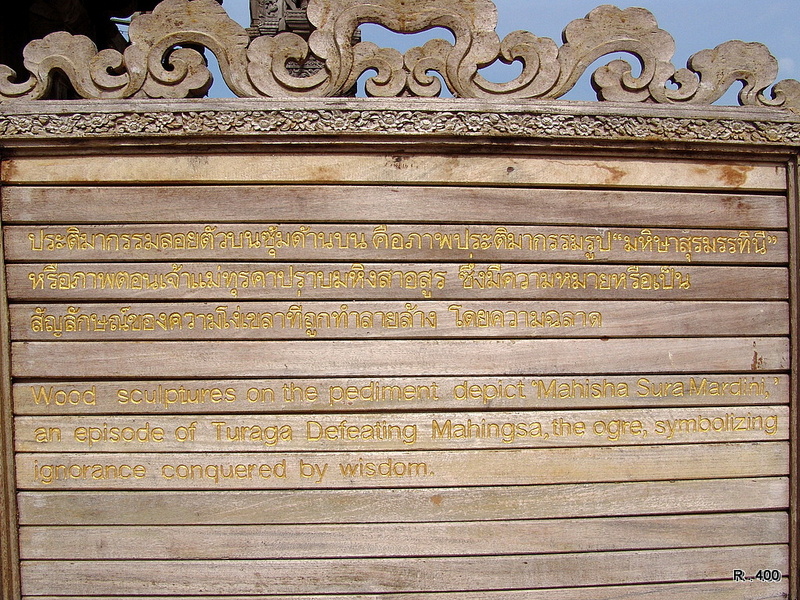 ประติมากรรมลอยตัวบนซุ้มด้านบน คือภาพประติมากรรมรูป“มหิษาสุรมรรทินี”
หรือภาพตอนเจ้าแม่ทุรคาปราบมหิงสาอสูร ซึ่งมีความหมายหรือเป็น
สัญลักษณ์ของความโง่เขลาที่ถูกทำลายล้าง โดยความฉลาด
Wood sculptures on the pediment depict "Mahisha Sura Mardini,"
an episode of Turaga Defeating Mahingsa, the ogre, symbolizing
ignorance conquered by wisdom.
R...400